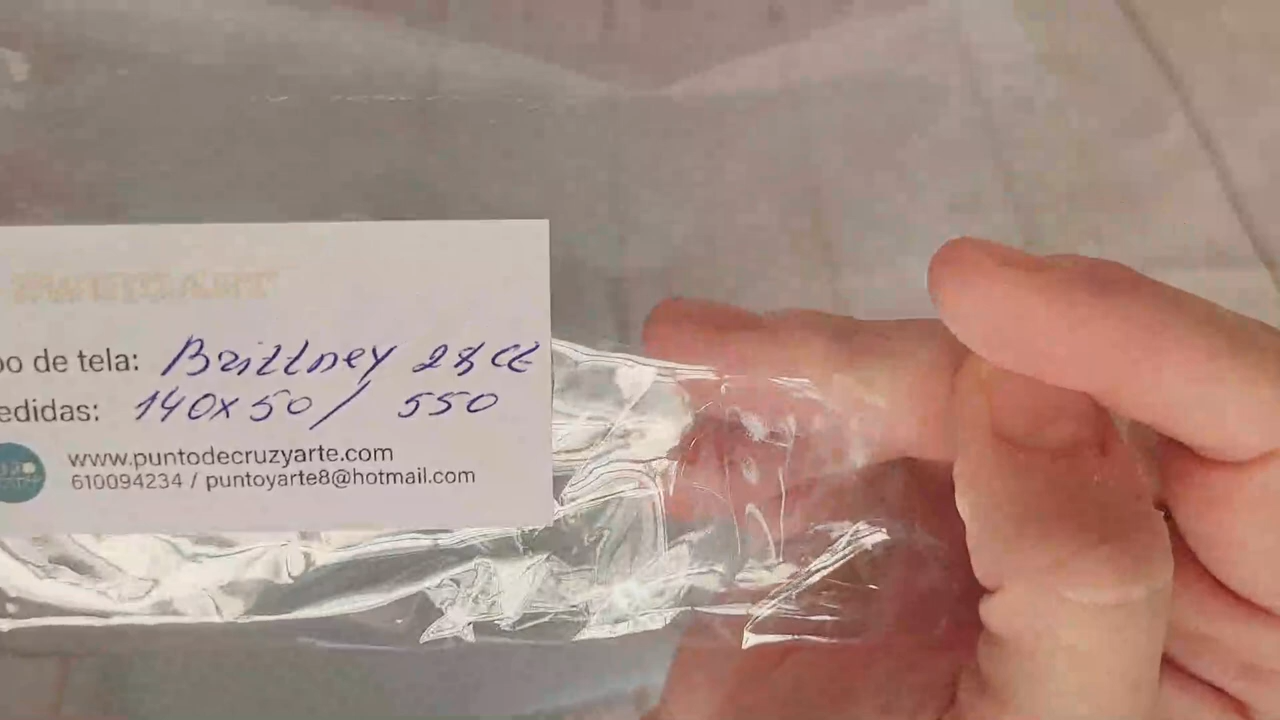 po de tela: Brittney 28 ct
edidas: 140x50/ 550
www.puntodecruzyarte.com
610094234 / puntoyarte8@hotmail.com